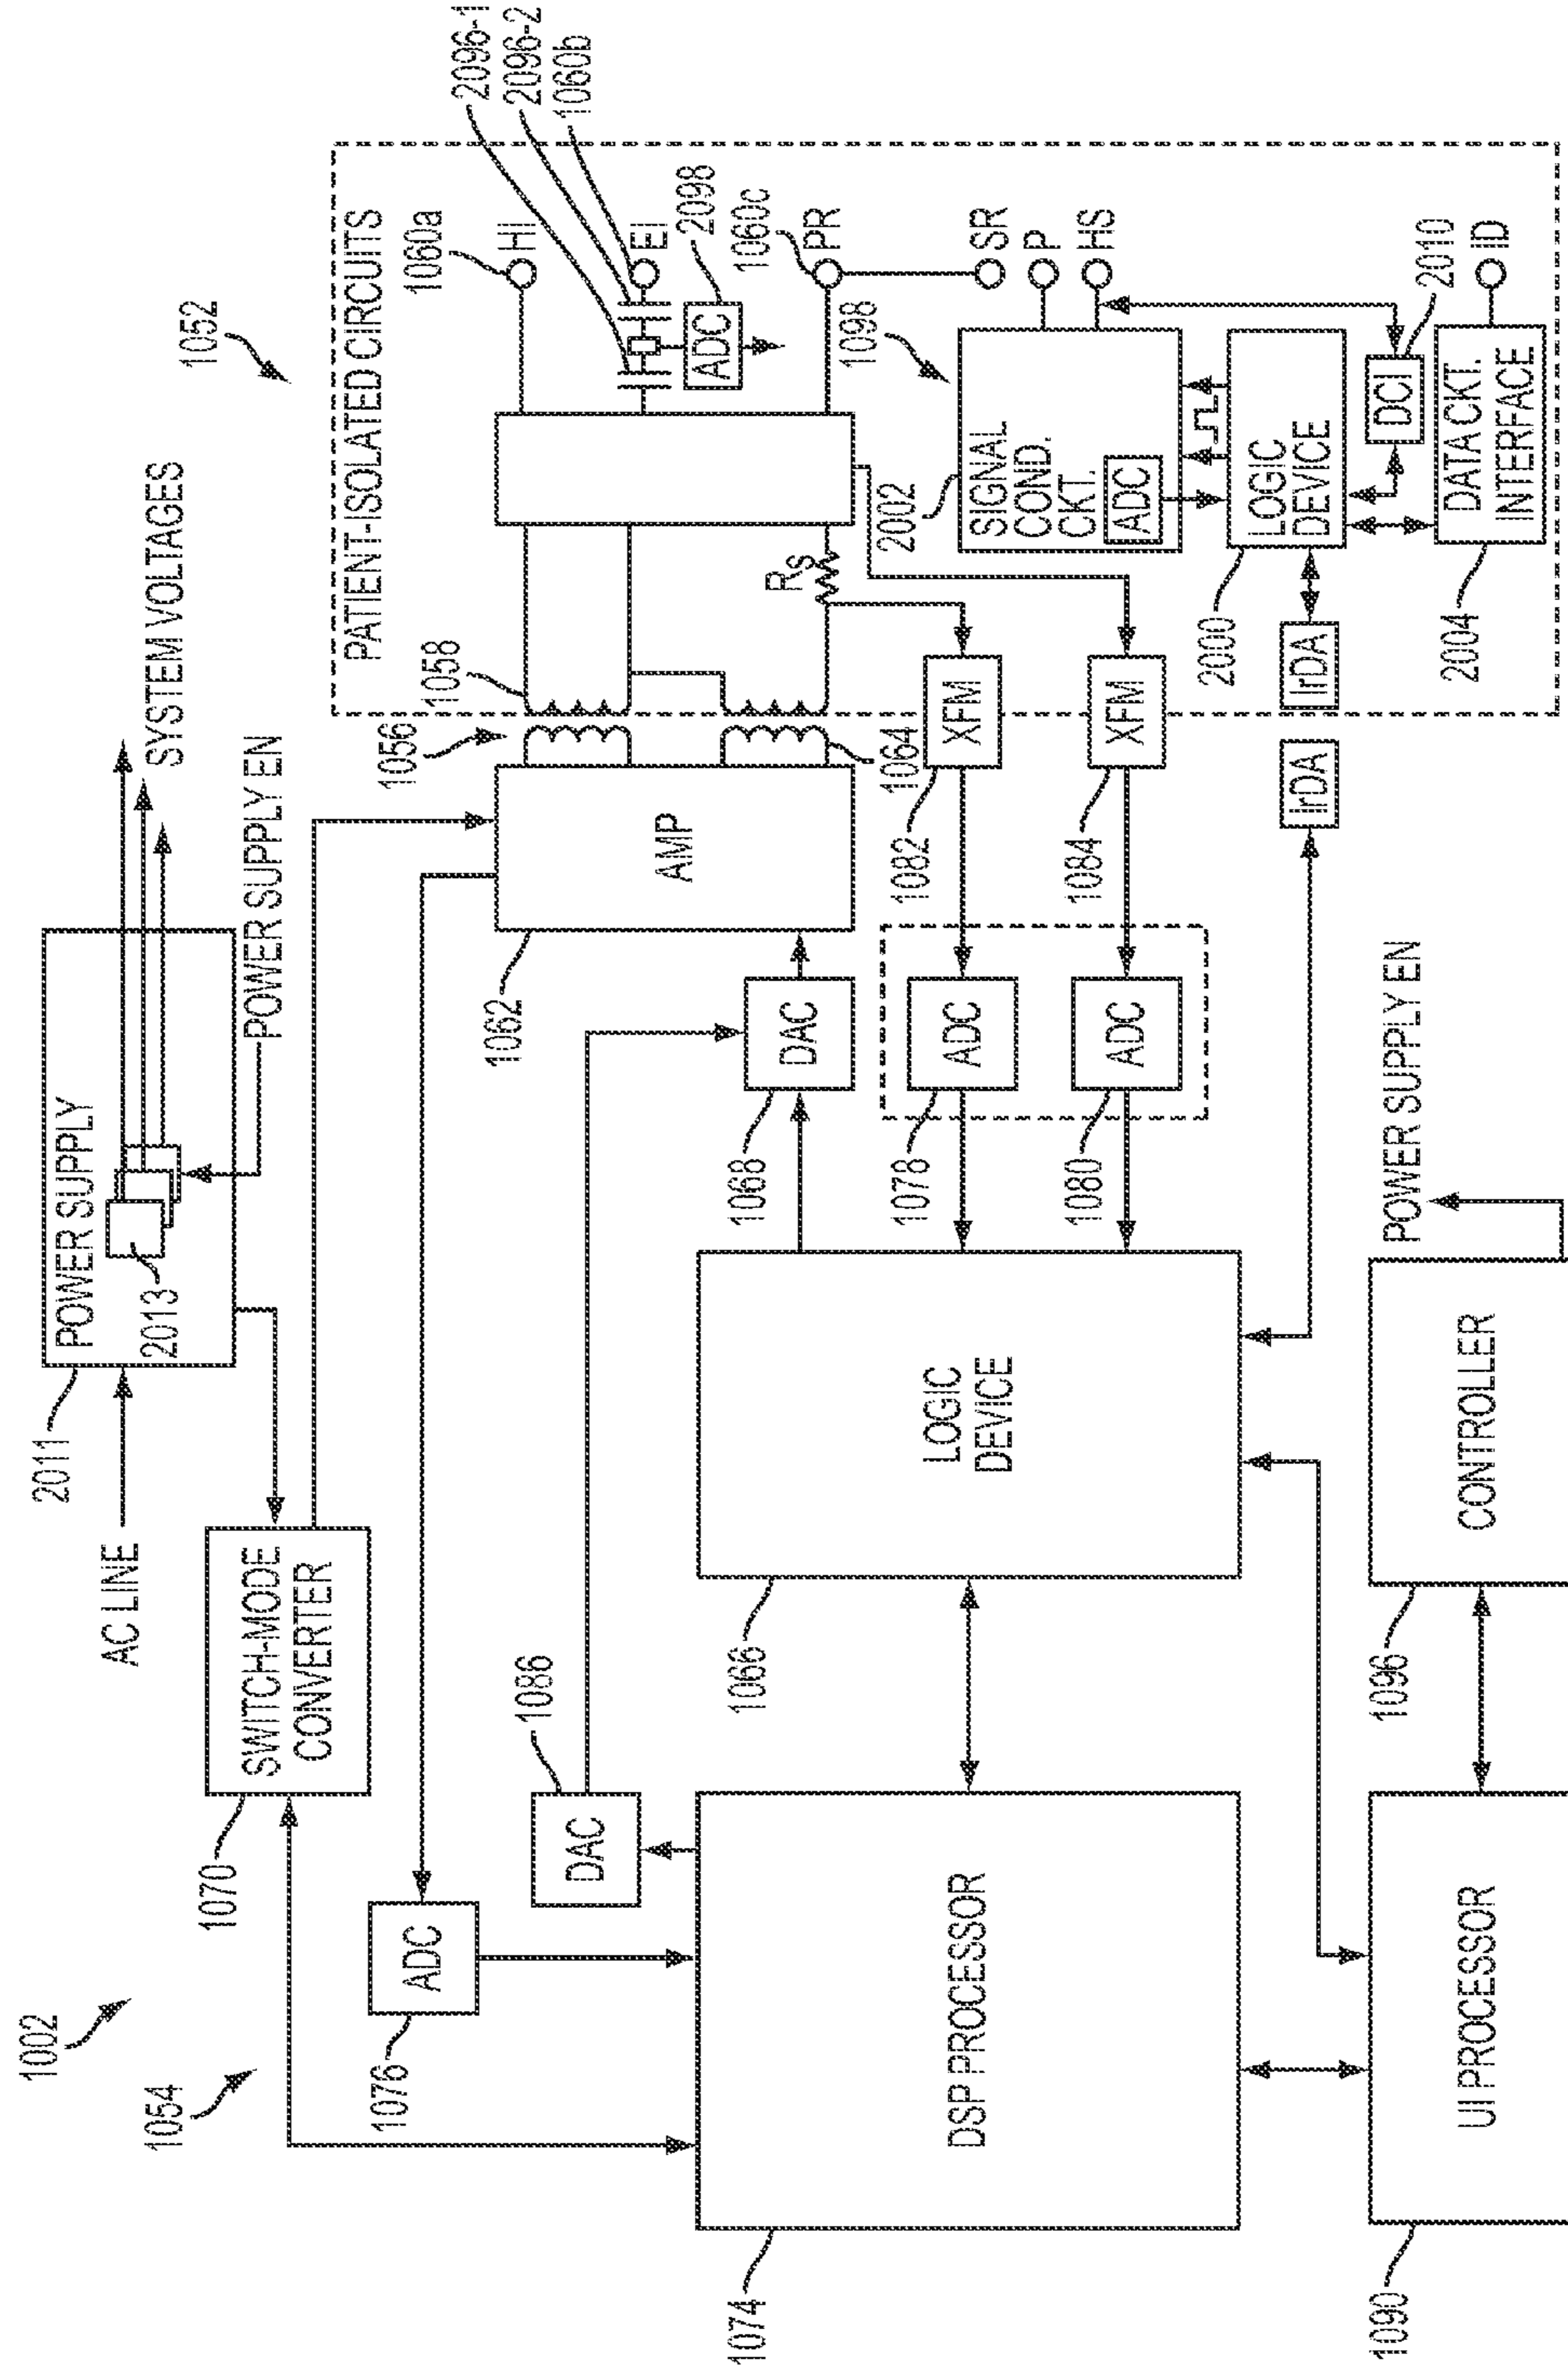 1002
1054
2011
POWER SUPPLY
2013
AC LINE
SYSTEM VOLTAGES
POWER SUPPLY EN
1052
1070
SWITCH-MODE
CONVERTER
PATIENT-ISOLATED CIRCUITS
1076
ADC
1086
DAC
1062
AMP
1056
1058
1064
1060a
HI
2096-1
2096-2
1060b
EI
ADC
2098
1060c
PR
RS
1068
DAC
1074
DSP PROCESSOR
1066
LOGIC
DEVICE
1078
ADC
1080
ADC
1082
XFM
1084
XFM
1098
SR
P
HS
2002
SIGNAL
COND.
CKT.
ADC
2000
LOGIC
DEVICE
IrDA
IrDA
DCI
2010
2004
DATA CKT.
INTERFACE
ID
1090
UI PROCESSOR
1096
CONTROLLER
POWER SUPPLY EN